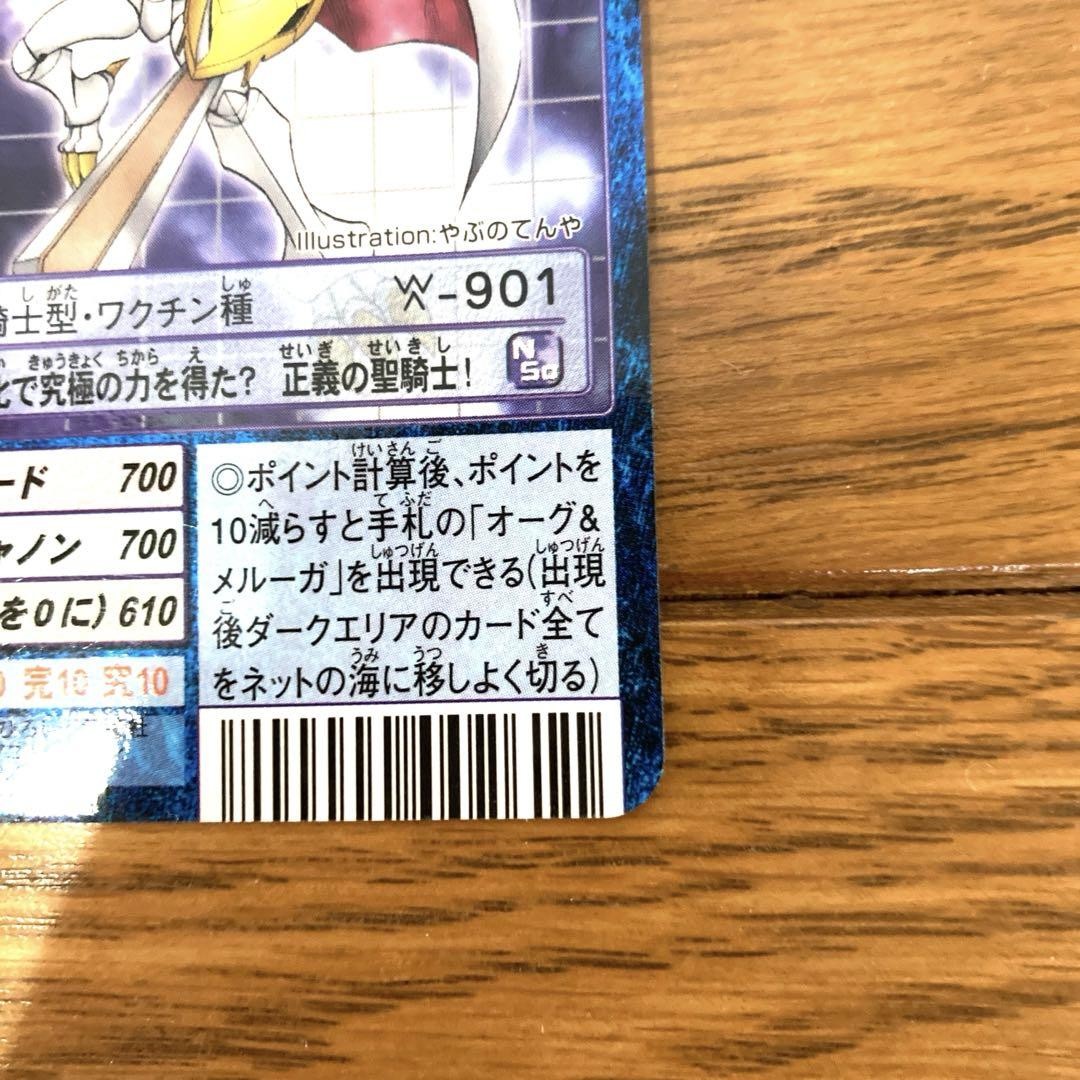 Illustration:やぶのてんや
騎士型・ワクチン種
W-901
化で究極の力を得た? 正義の聖騎士!
N
Sp
ード 700
ャノン 700
を0に) 610
完10 究10
◎ポイント計算後、ポイントを
10減らすと手札の「オーグ&
メルーガ」を出現できる(出現
後ダークエリアのカード全て
をネットの海に移しよく切る)